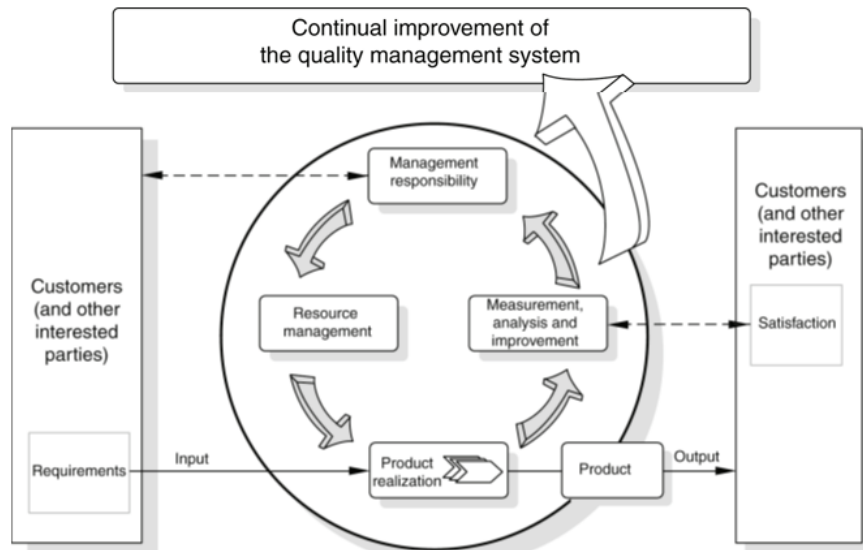 Continual improvement of
the quality management system
Management
responsibility
Customers
(and other
interested
parties)
Customers
(and other
interested
parties)
Resource
management
Measurement,
analysis and
improvement
Satisfaction
Requirements
Input
Product
realization
Product
Output